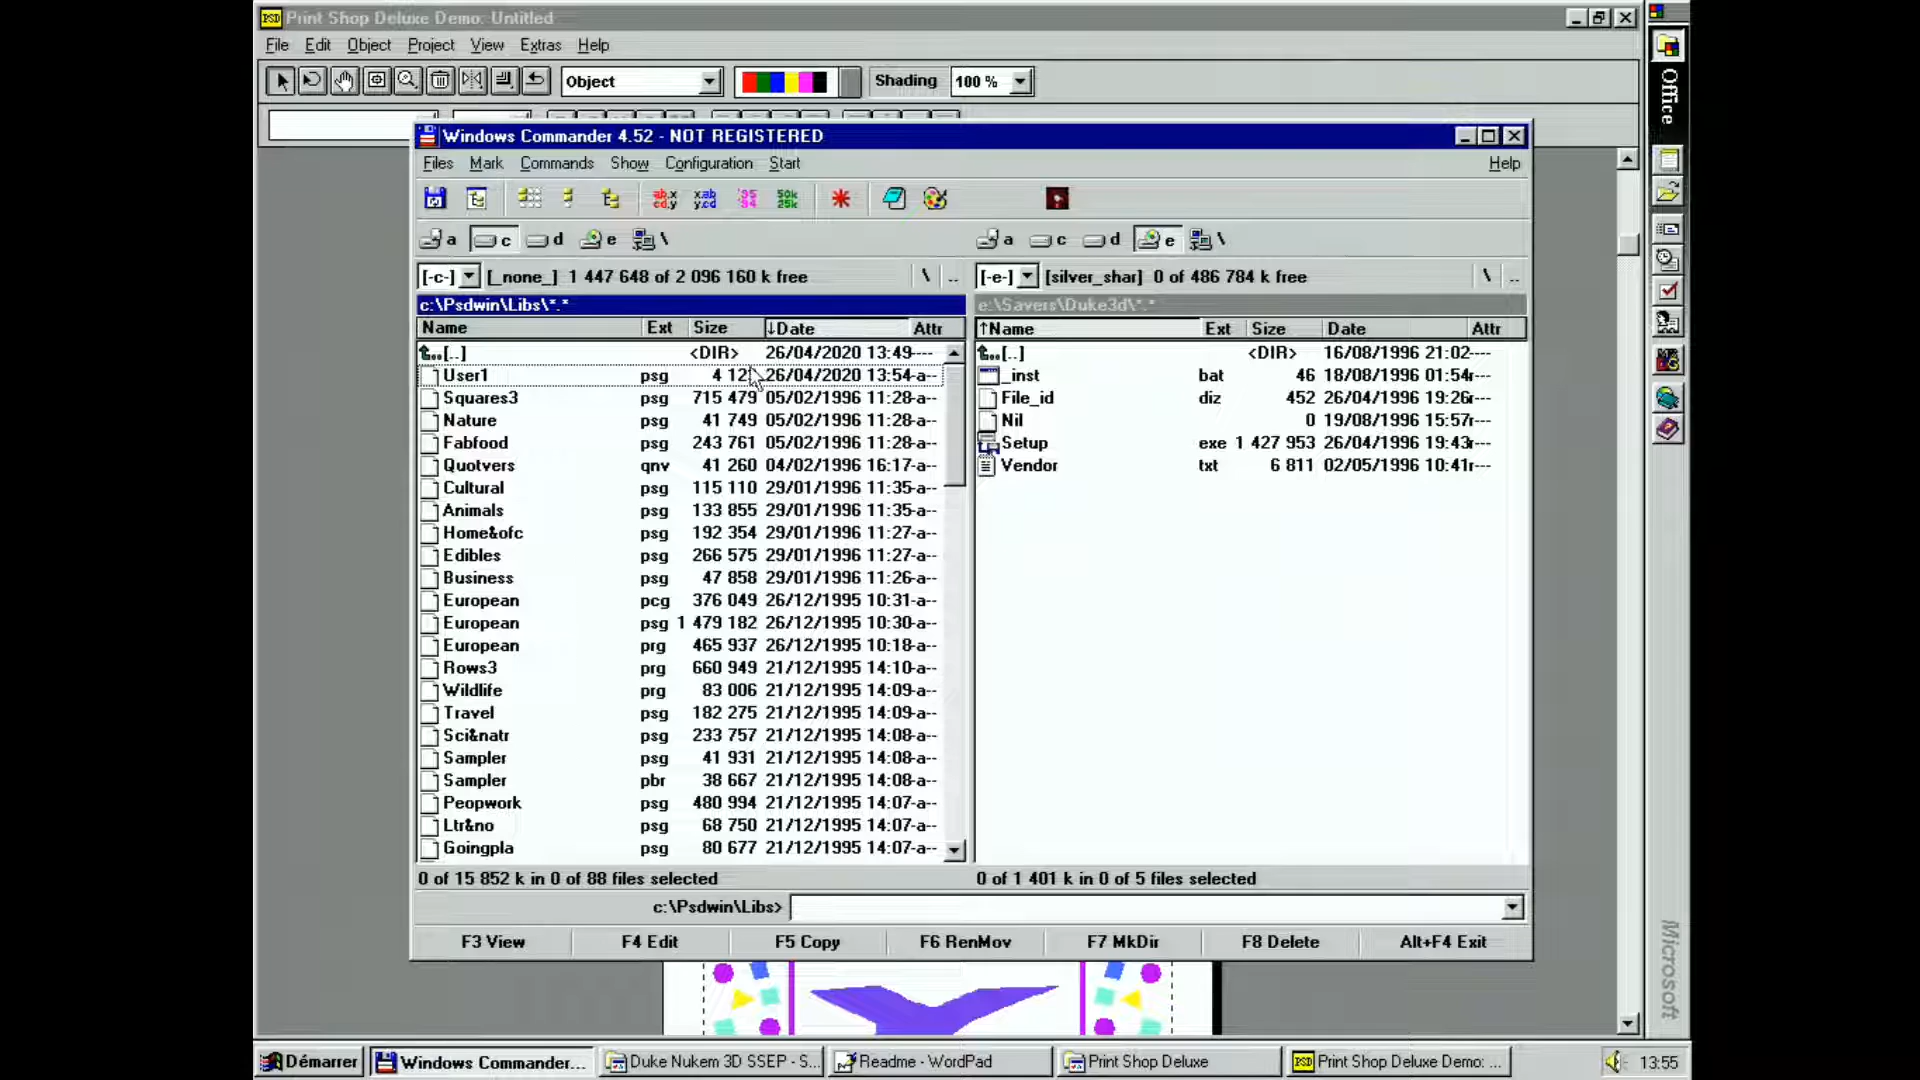 Print Shop Deluxe Demo: Untitled
File Edit Object Project View Extras Help
Object Shading 100 %
Windows Commander 4.52 - NOT REGISTERED
Files Mark Commands Show Configuration Start Help
a c d e \ a c d e \
[-c-] [_none_] 1 447 648 of 2 096 160 k free \ .. [-e-] [silver_shar] 0 of 486 784 k free \ ..
c:\Psdwin\Libs\*.* e:\Savers\Duke3d\*.*
Name Ext Size ↓Date Attr ↑Name Ext Size Date Attr
[..] <DIR> 26/04/2020 13:49---- [..] <DIR> 16/08/1996 21:02----
User1 psg 4 12 26/04/2020 13:54-a-- _inst bat 46 18/08/1996 01:54r---
Squares3 psg 715 479 05/02/1996 11:28-a-- File_id diz 452 26/04/1996 19:26r---
Nature psg 41 749 05/02/1996 11:28-a-- Nil 0 19/08/1996 15:57r---
Fabfood psg 243 761 05/02/1996 11:28-a-- Setup exe 1 427 953 26/04/1996 19:43r---
Quotvers qnv 41 260 04/02/1996 16:17-a-- Vendor txt 6 811 02/05/1996 10:41r---
Cultural psg 115 110 29/01/1996 11:35-a--
Animals psg 133 855 29/01/1996 11:35-a--
Home&ofc psg 192 354 29/01/1996 11:27-a--
Edibles psg 266 575 29/01/1996 11:27-a--
Business psg 47 858 29/01/1996 11:26-a--
European pcg 376 049 26/12/1995 10:31-a--
European psg 1 479 182 26/12/1995 10:30-a--
European prg 465 937 26/12/1995 10:18-a--
Rows3 prg 660 949 21/12/1995 14:10-a--
Wildlife prg 83 006 21/12/1995 14:09-a--
Travel psg 182 275 21/12/1995 14:09-a--
Sci&natr psg 233 757 21/12/1995 14:08-a--
Sampler psg 41 931 21/12/1995 14:08-a--
Sampler pbr 38 667 21/12/1995 14:08-a--
Peopwork psg 480 994 21/12/1995 14:07-a--
Ltr&no psg 68 750 21/12/1995 14:07-a--
Goingpla psg 80 677 21/12/1995 14:07-a--
0 of 15 852 k in 0 of 88 files selected 0 of 1 401 k in 0 of 5 files selected
c:\Psdwin\Libs>
F3 View F4 Edit F5 Copy F6 RenMov F7 MkDir F8 Delete Alt+F4 Exit
Démarrer Windows Commander... Duke Nukem 3D SSEP - S... Readme - WordPad Print Shop Deluxe Print Shop Deluxe Demo: ... 13:55
Office
Microsoft